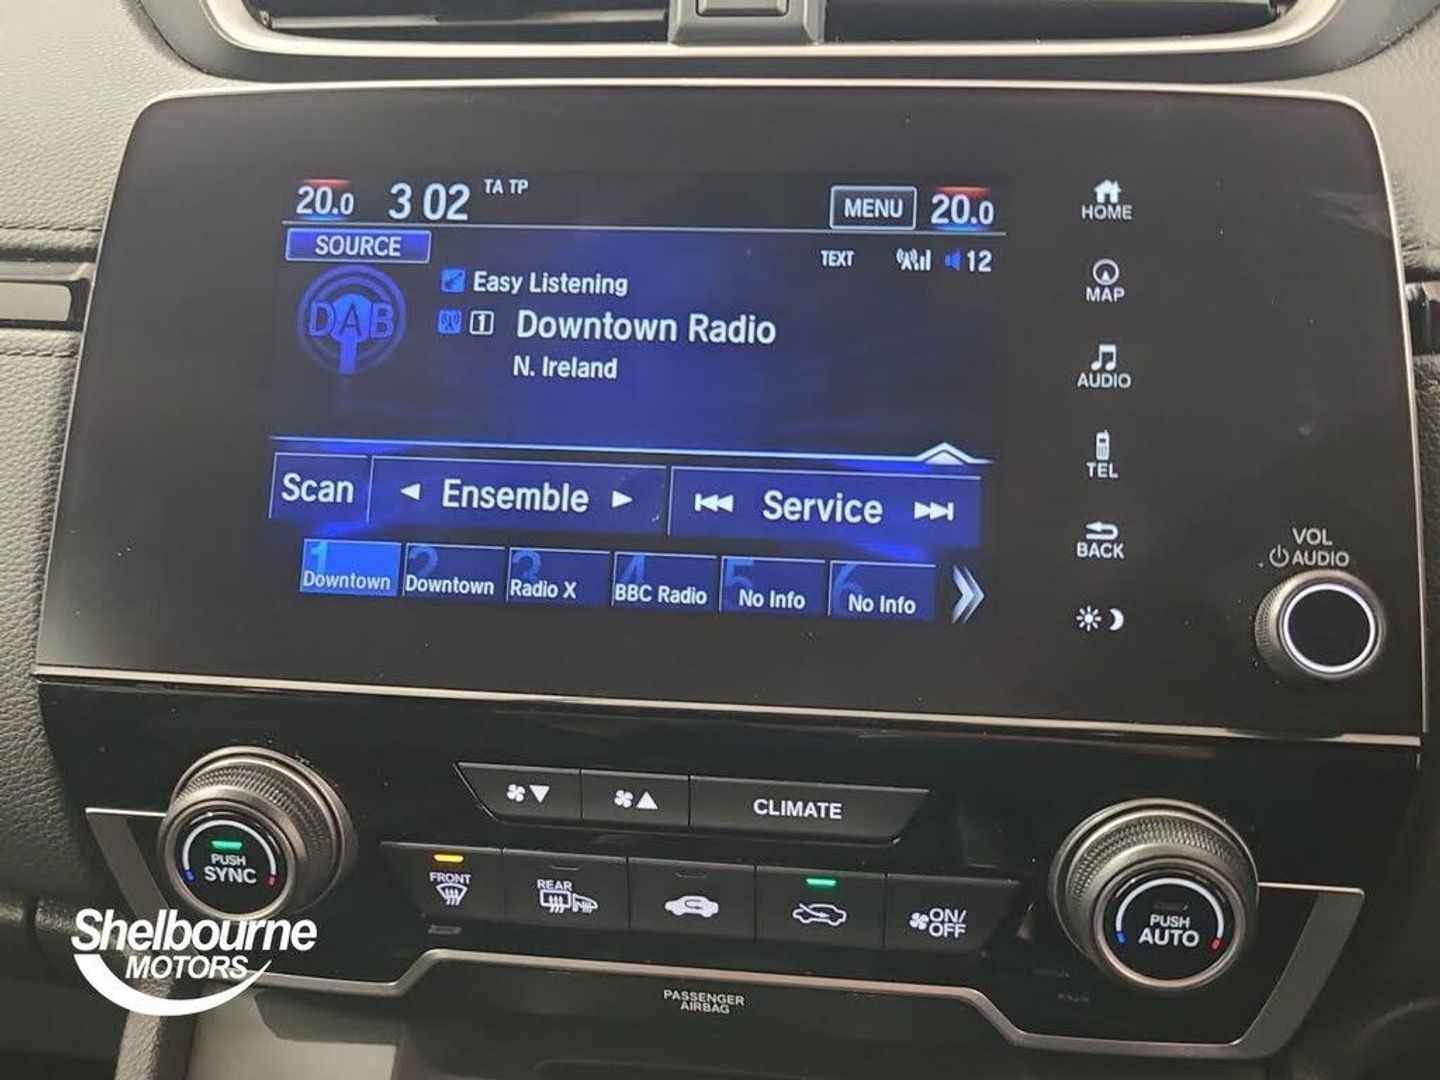 20.0 3 02 TA TP MENU 20.0
SOURCE TEXT 12
DAB
Easy Listening
1 Downtown Radio
N. Ireland
Scan Ensemble Service
1 Downtown
2 Downtown
3 Radio X
4 BBC Radio
5 No Info
6 No Info
HOME
MAP
AUDIO
TEL
BACK
VOL
AUDIO
CLIMATE
PUSH
SYNC
FRONT
REAR
ON/
OFF
PUSH
AUTO
PASSENGER
AIRBAG
Shelbourne
MOTORS